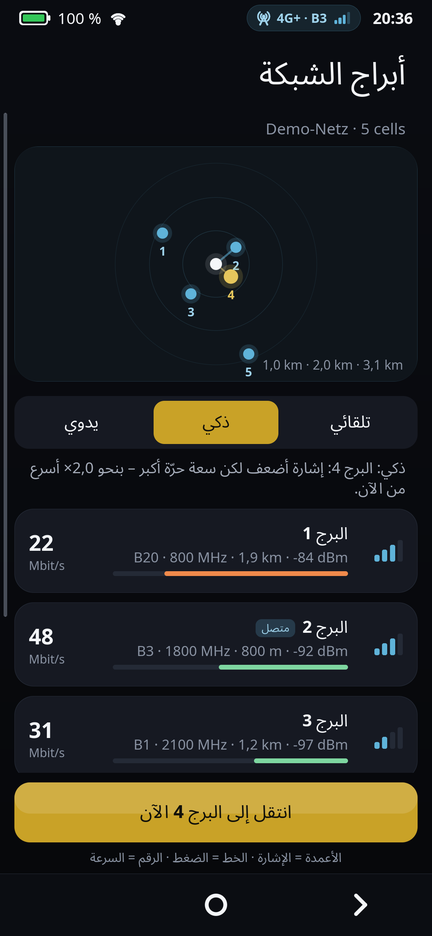 100 %
4G+ · B3
20:36
أبراج الشبكة
Demo-Netz · 5 cells
1
2
4
3
5
1,0 km · 2,0 km · 3,1 km
تلقائي
ذكي
يدوي
ذكي: البرج 4: إشارة أضعف لكن سعة حرّة أكبر – بنحو 2,0× أسرع
من الآن.
البرج 1
B20 · 800 MHz · 1,9 km · -84 dBm
22
Mbit/s
البرج 2
متصل
B3 · 1800 MHz · 800 m · -92 dBm
48
Mbit/s
البرج 3
B1 · 2100 MHz · 1,2 km · -97 dBm
31
Mbit/s
انتقل إلى البرج 4 الآن
الأعمدة = الإشارة · الخط = الضغط · الرقم = السرعة